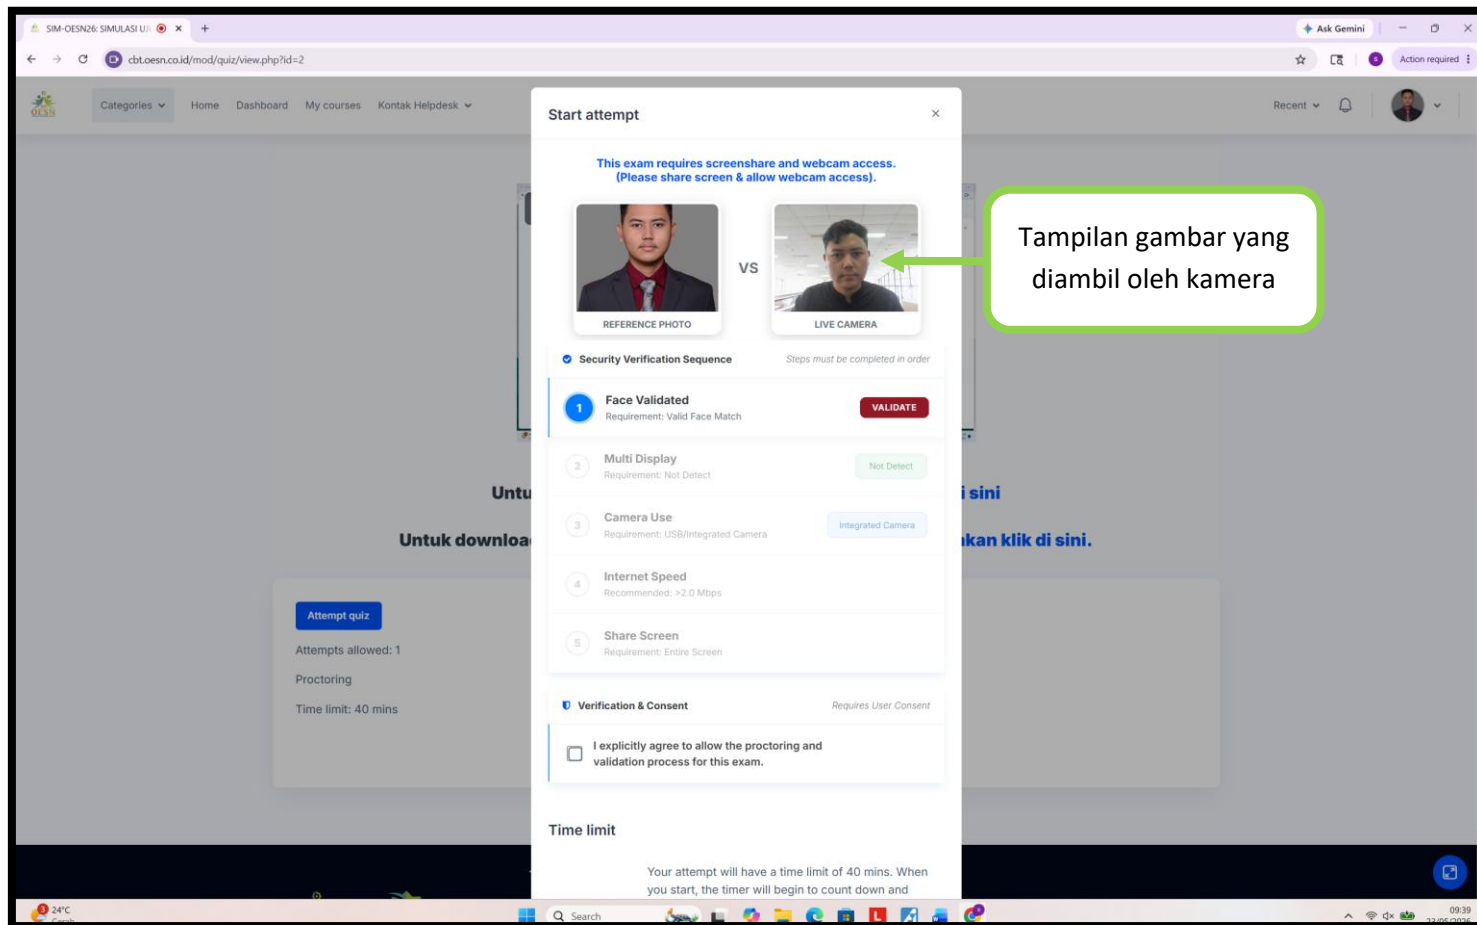 SIM-OESN26: SIMULASI UJI
Ask Gemini
cbt.oesn.co.id/mod/quiz/view.php?id=2
S
Action required
OESN
Categories
Home
Dashboard
My courses
Kontak Helpdesk
Recent
Start attempt
This exam requires screenshare and webcam access.
(Please share screen & allow webcam access).
VS
REFERENCE PHOTO
LIVE CAMERA
Tampilan gambar yang
diambil oleh kamera
Security Verification Sequence
Steps must be completed in order
1
Face Validated
Requirement: Valid Face Match
VALIDATE
2
Multi Display
Requirement: Not Detect
Not Detect
3
Camera Use
Requirement: USB/Integrated Camera
Integrated Camera
4
Internet Speed
Recommended: >2.0 Mbps
5
Share Screen
Requirement: Entire Screen
Untu
i sini
Untuk downloa
kan klik di sini.
Attempt quiz
Attempts allowed: 1
Proctoring
Time limit: 40 mins
Verification & Consent
Requires User Consent
I explicitly agree to allow the proctoring and
validation process for this exam.
Time limit
Your attempt will have a time limit of 40 mins. When
you start, the timer will begin to count down and
3
24°C
Cerah
Search
L
09:39
23/05/2026